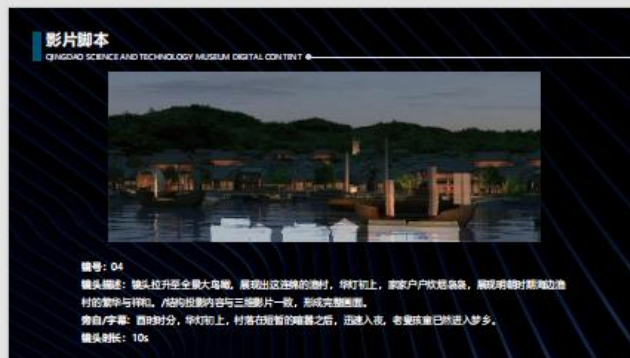 影片脚本
QINGDAO SCIENCE AND TECHNOLOGY MUSEUM DIGITAL CONTENT
镜号：04
镜头描述：镜头拉升至全景大鸟瞰，展现出这连绵的渔村，华灯初上，家家户户炊烟袅袅，展现明朝时期海边渔
村的繁华与祥和。/结构投影内容与三维影片一致，形成完整画面。
旁白/字幕：酉时时分，华灯初上，村落在短暂的喧嚣之后，迅速入夜，老叟孩童已然进入梦乡。
镜头时长：10s